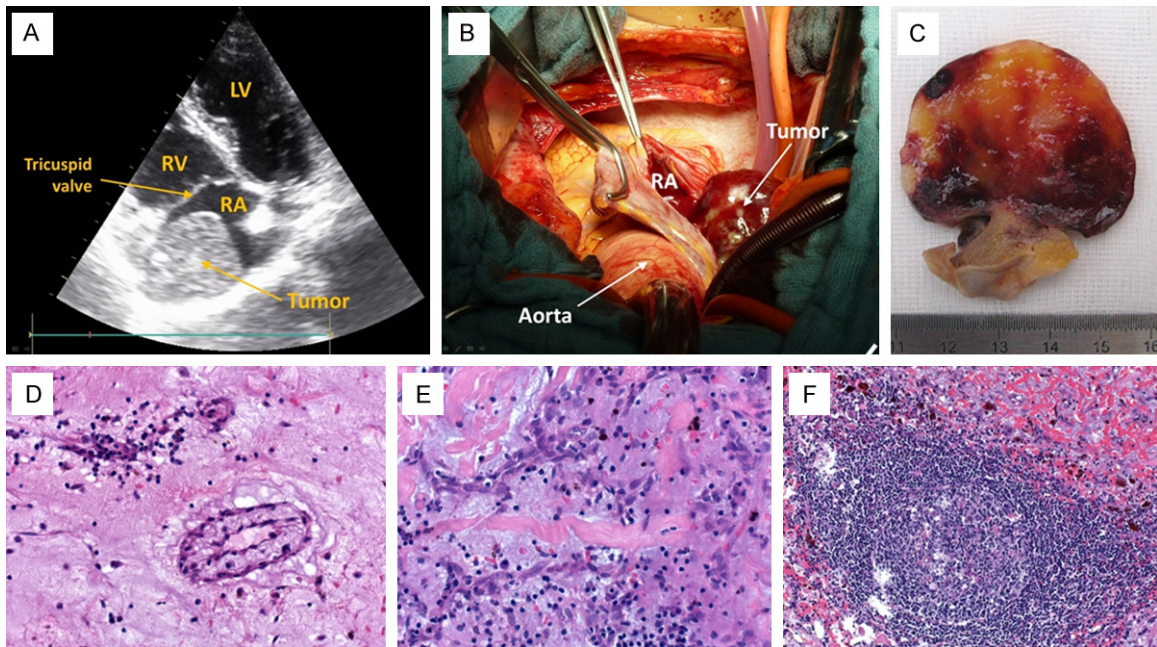 A
LV
RV
Tricuspid
valve
RA
Tumor
B
Tumor
RA
Aorta
C
11 12 13 14 15 16
D
E
F